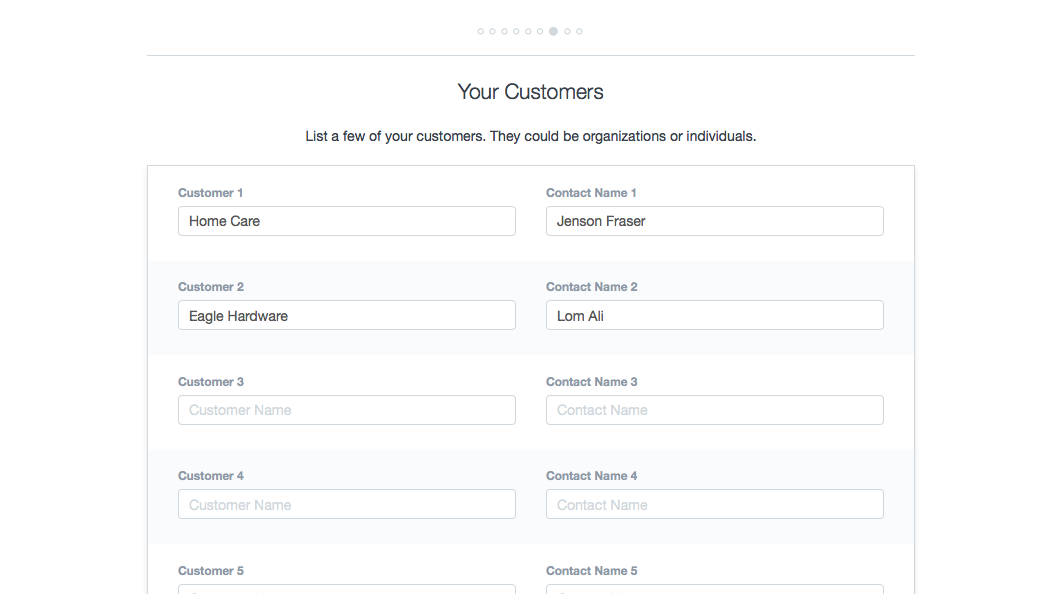 Your Customers
List a few of your customers. They could be organizations or individuals.
Customer 1 Contact Name 1
Home Care Jenson Fraser
Customer 2 Contact Name 2
Eagle Hardware Lom Ali
Customer 3 Contact Name 3
Customer Name Contact Name
Customer 4 Contact Name 4
Customer Name Contact Name
Customer 5 Contact Name 5